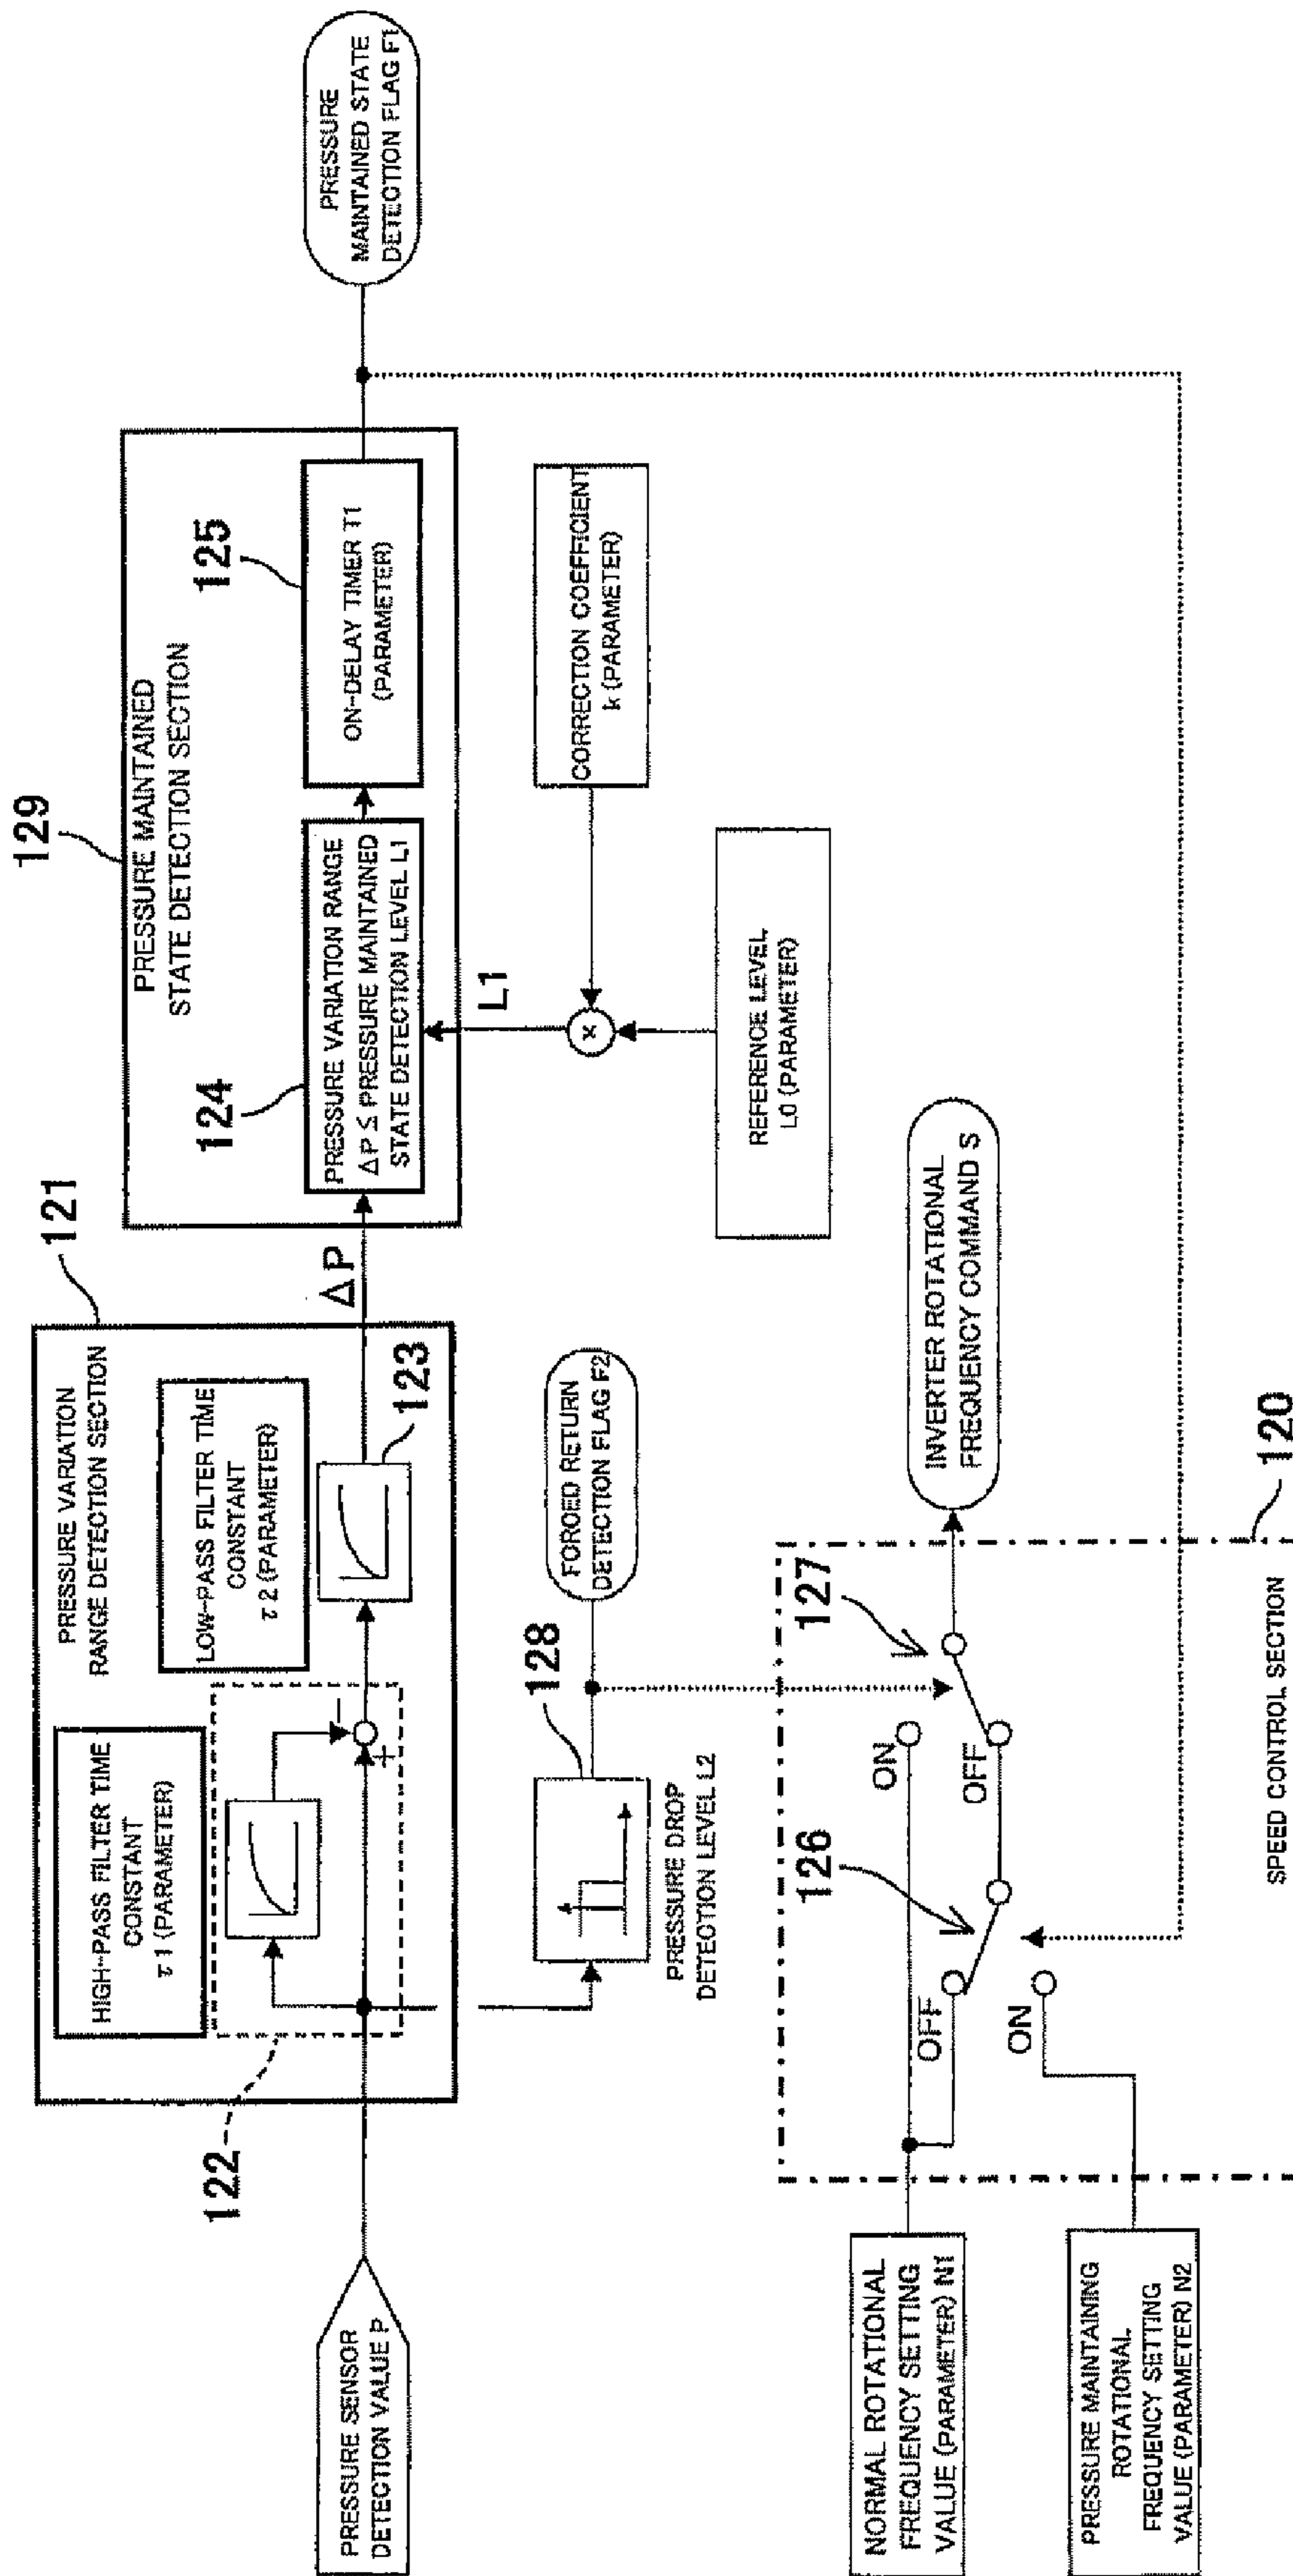 PRESSURE SENSOR
DETECTION VALUE P
122
HIGH-PASS FILTER TIME
CONSTANT
τ1 (PARAMETER)
PRESSURE VARIATION
RANGE DETECTION SECTION
121
LOW-PASS FILTER TIME
CONSTANT
τ2 (PARAMETER)
-
+
123
ΔP
129
PRESSURE MAINTAINED
STATE DETECTION SECTION
124
PRESSURE VARIATION RANGE
ΔP ≤ PRESSURE MAINTAINED
STATE DETECTION LEVEL L1
125
ON-DELAY TIMER T1
(PARAMETER)
PRESSURE
MAINTAINED STATE
DETECTION FLAG F1
L1
×
CORRECTION COEFFICIENT
k (PARAMETER)
REFERENCE LEVEL
L0 (PARAMETER)
128
PRESSURE DROP
DETECTION LEVEL L2
FORCED RETURN
DETECTION FLAG F2
NORMAL ROTATIONAL
FREQUENCY SETTING
VALUE (PARAMETER) N1
PRESSURE MAINTAINING
ROTATIONAL
FREQUENCY SETTING
VALUE (PARAMETER) N2
126
OFF
ON
127
ON
OFF
INVERTER ROTATIONAL
FREQUENCY COMMAND S
120
SPEED CONTROL SECTION